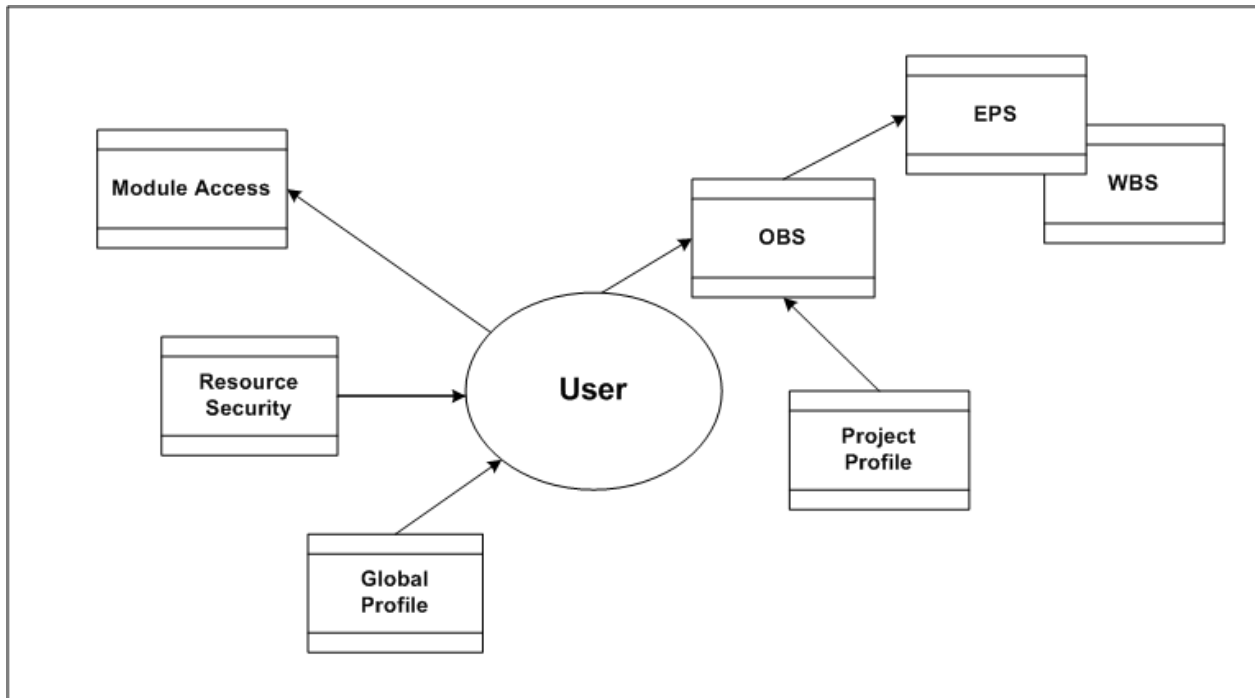 EPS
WBS
Module Access
OBS
Resource
Security
User
Project
Profile
Global
Profile